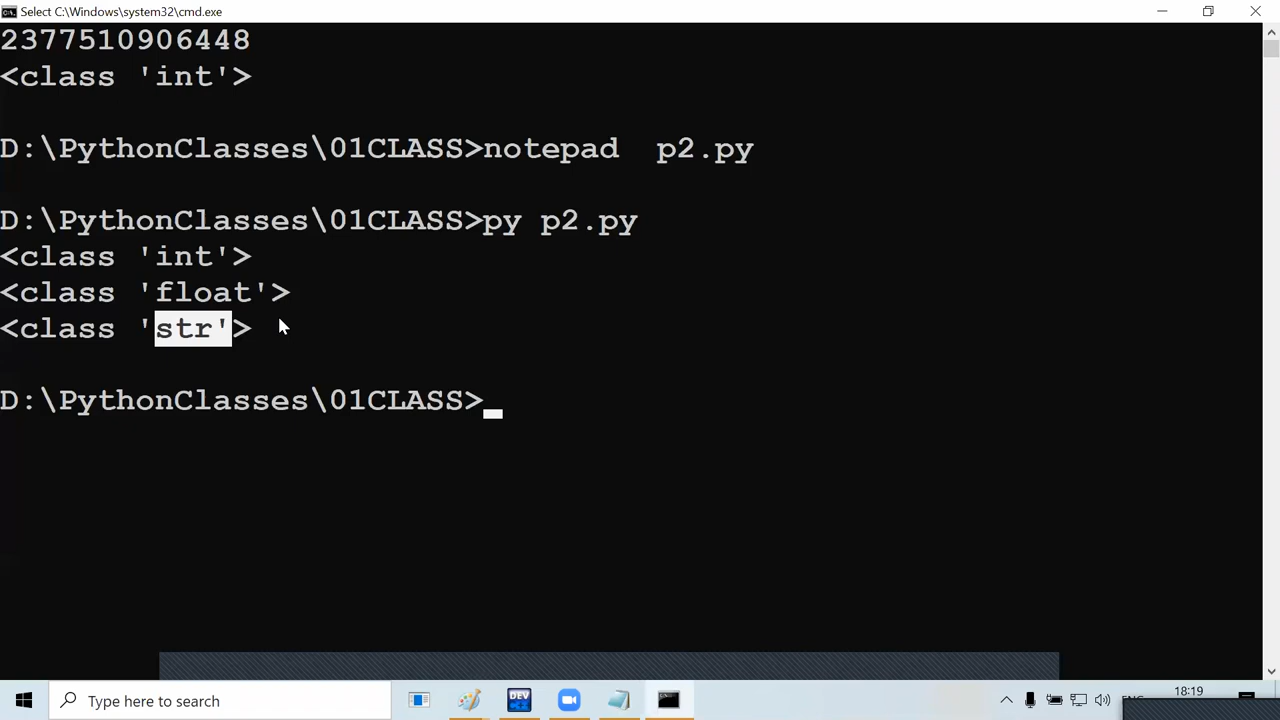 Select C:\Windows\system32\cmd.exe
2377510906448
<class 'int'>
D:\PythonClasses\01CLASS>notepad  p2.py
D:\PythonClasses\01CLASS>py p2.py
<class 'int'>
<class 'float'>
<class 'str'>
D:\PythonClasses\01CLASS>
Type here to search
DEV
18:19